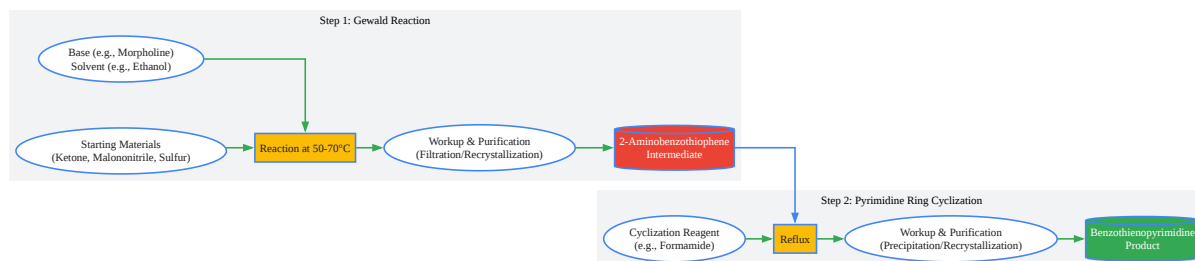 Step 1: Gewald Reaction
Base (e.g., Morpholine)
Solvent (e.g., Ethanol)
Starting Materials
(Ketone, Malononitrile, Sulfur)
Reaction at 50-70°C
Workup & Purification
(Filtration/Recrystallization)
2-Aminobenzothiophene
Intermediate
Step 2: Pyrimidine Ring Cyclization
Cyclization Reagent
(e.g., Formamide)
Reflux
Workup & Purification
(Precipitation/Recrystallization)
Benzothienopyrimidine
Product